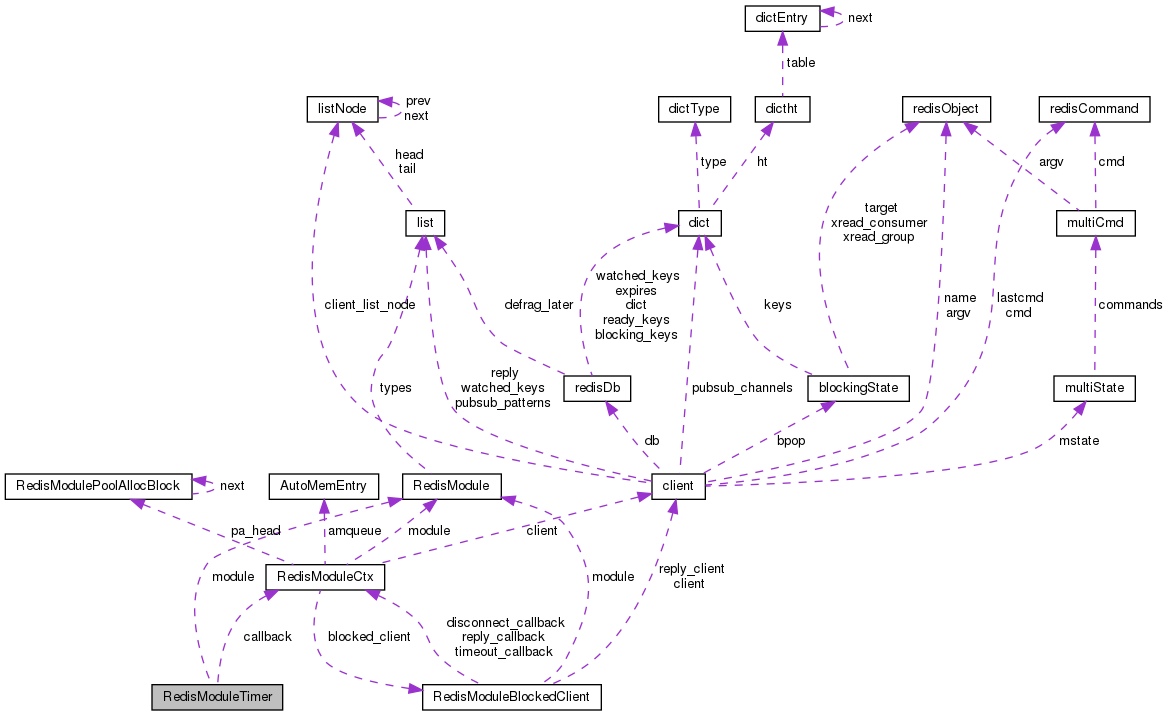 dictEntry
next
table
listNode
prev
next
dictType
dictht
redisObject
redisCommand
head
tail
type
ht
argv
cmd
list
dict
target
xread_consumer
xread_group
multiCmd
client_list_node
defrag_later
watched_keys
expires
dict
ready_keys
blocking_keys
keys
name
argv
lastcmd
cmd
commands
types
reply
watched_keys
pubsub_patterns
redisDb
pubsub_channels
blockingState
multiState
db
bpop
mstate
RedisModulePoolAllocBlock
next
AutoMemEntry
RedisModule
client
pa_head
amqueue
module
client
module
RedisModuleCtx
module
reply_client
client
callback
blocked_client
disconnect_callback
reply_callback
timeout_callback
RedisModuleTimer
RedisModuleBlockedClient